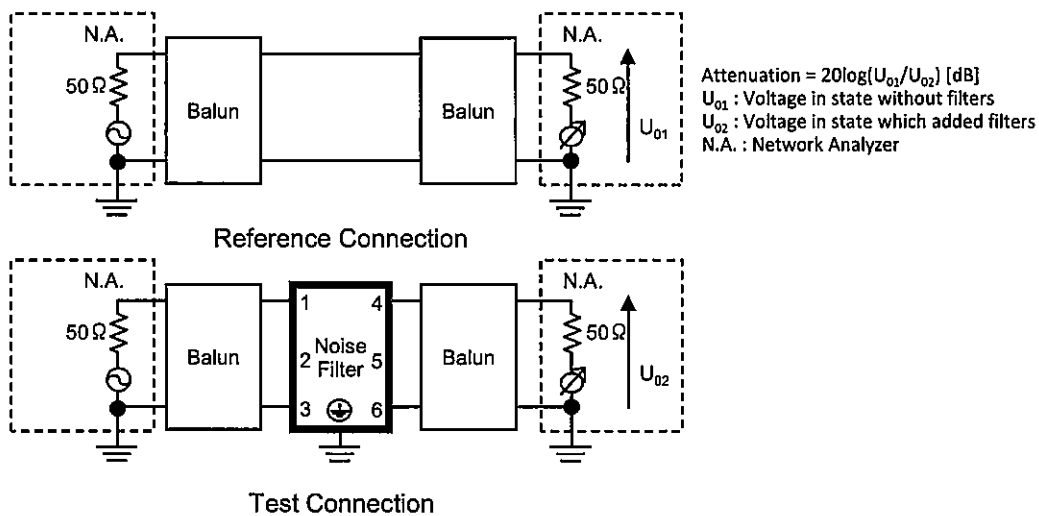 N.A.
N.A.
50Ω
Balun
Balun
50Ω
U01
Attenuation = 20log(U01/U02) [dB]
U01 : Voltage in state without filters
U02 : Voltage in state which added filters
N.A. : Network Analyzer
Reference Connection
N.A.
N.A.
50Ω
Balun
1
4
2
Noise
Filter
5
3
6
Balun
50Ω
U02
Test Connection